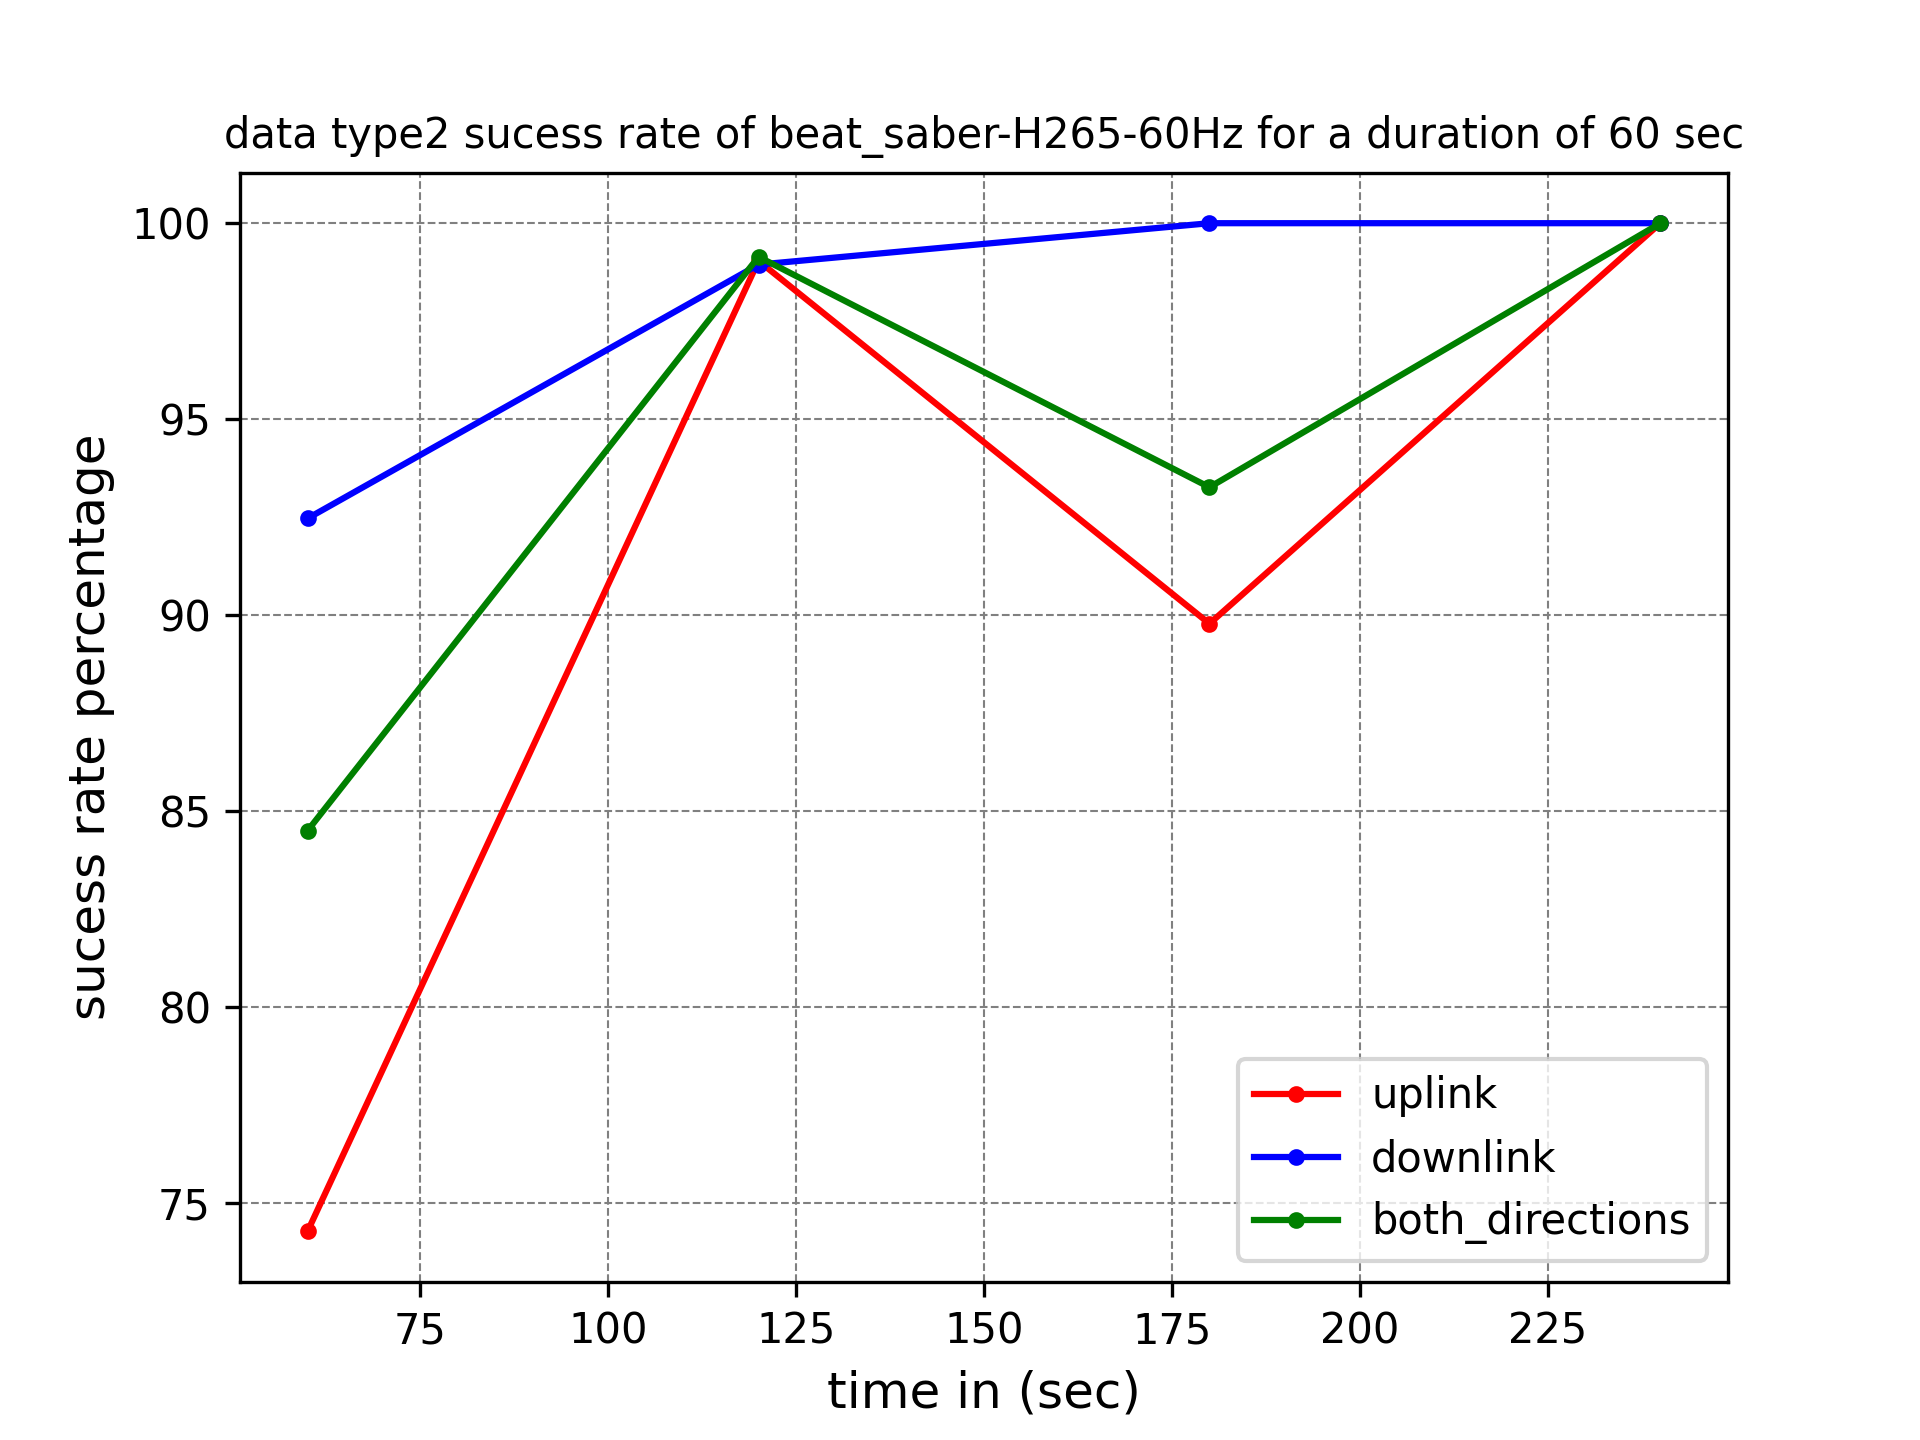 data type2 sucess rate of beat_saber-H265-60Hz for a duration of 60 sec
sucess rate percentage
100
95
90
85
80
75
uplink
downlink
both_directions
75 100 125 150 175 200 225
time in (sec)